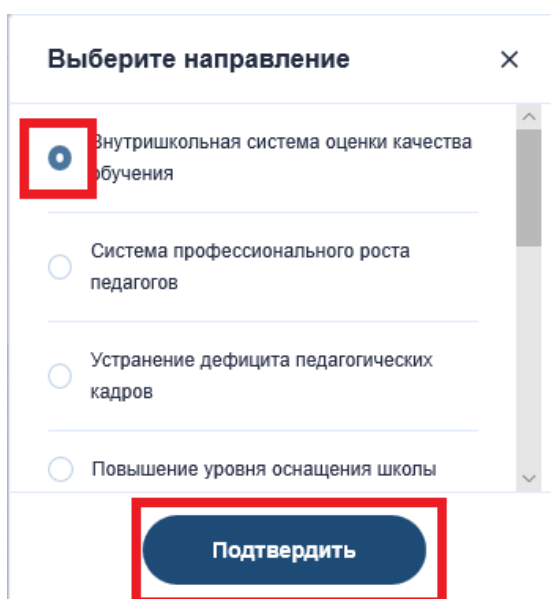 Выберите направление
Внутришкольная система оценки качества
обучения
Система профессионального роста
педагогов
Устранение дефицита педагогических
кадров
Повышение уровня оснащения школы
Подтвердить